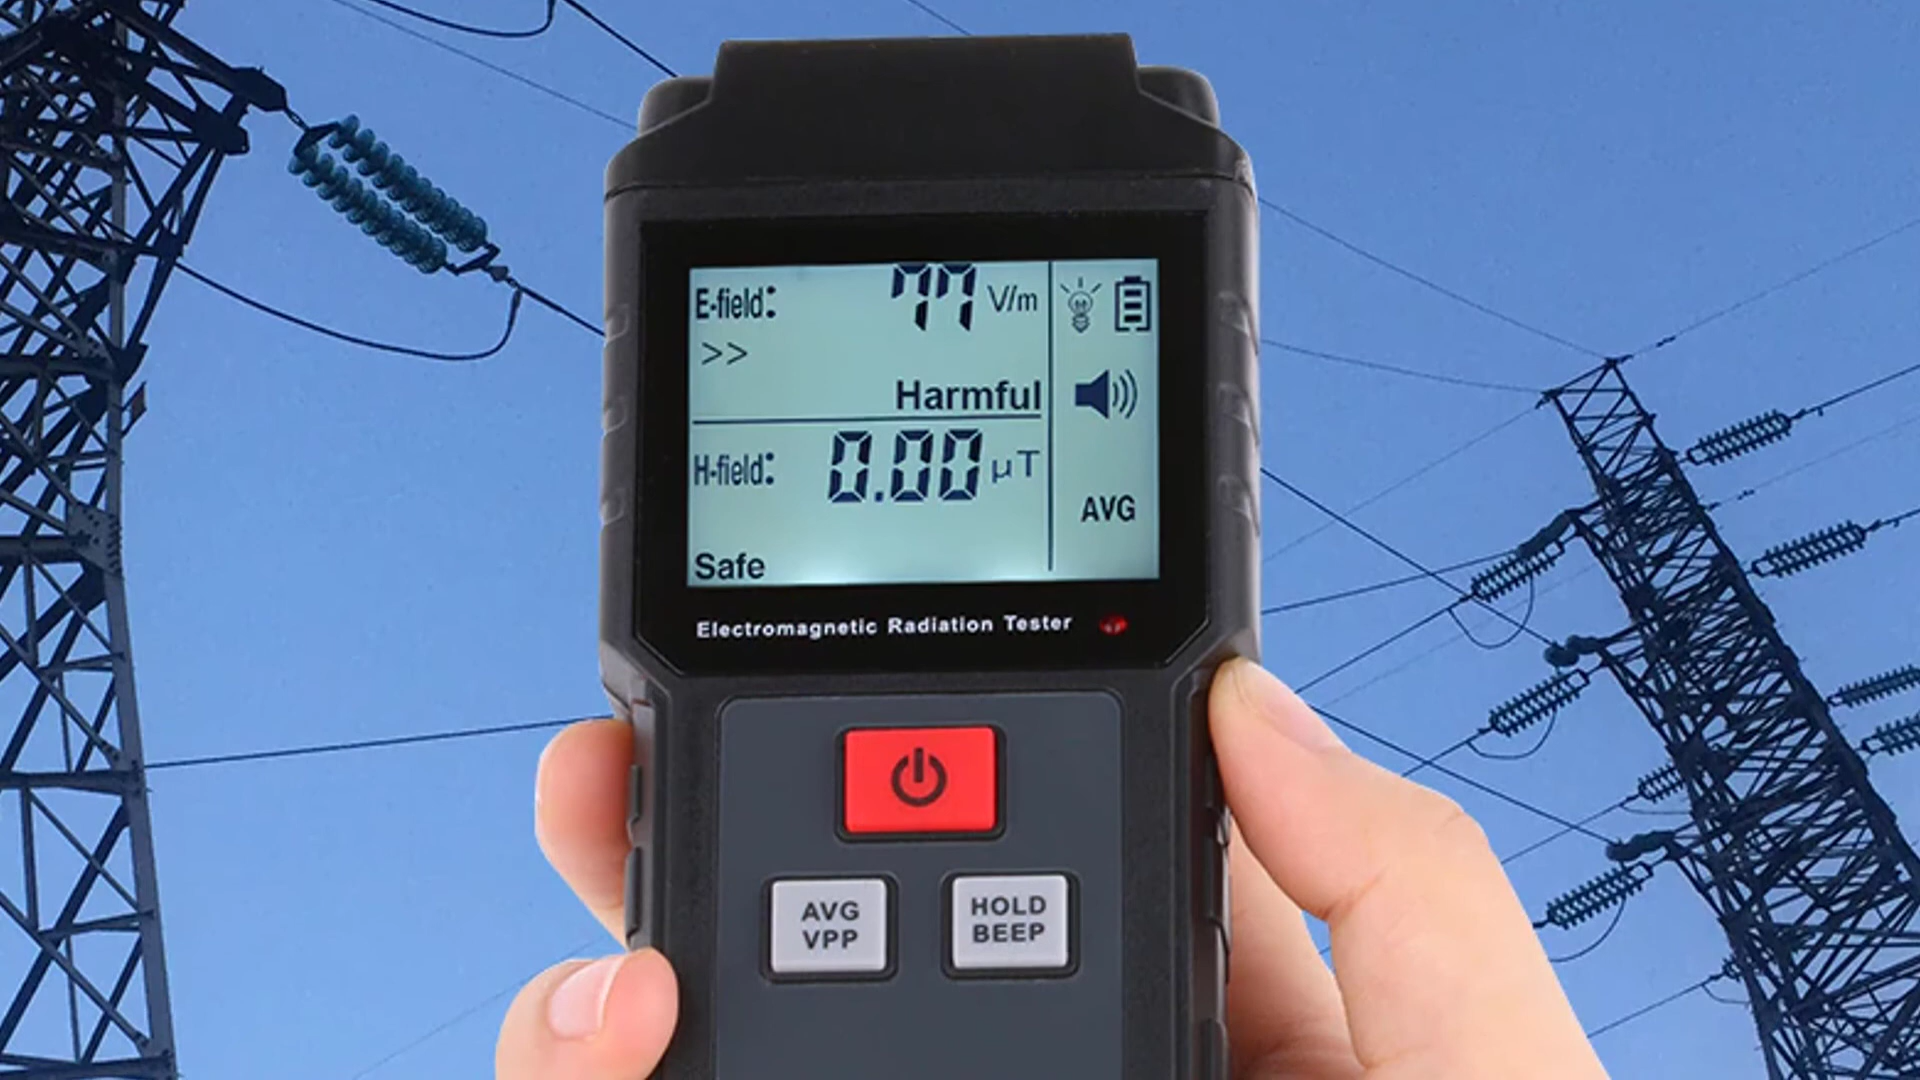 E-field: 77 V/m
>>
Harmful
H-field: 0.00 µT
AVG
Safe
Electromagnetic Radiation Tester
AVG
VPP
HOLD
BEEP